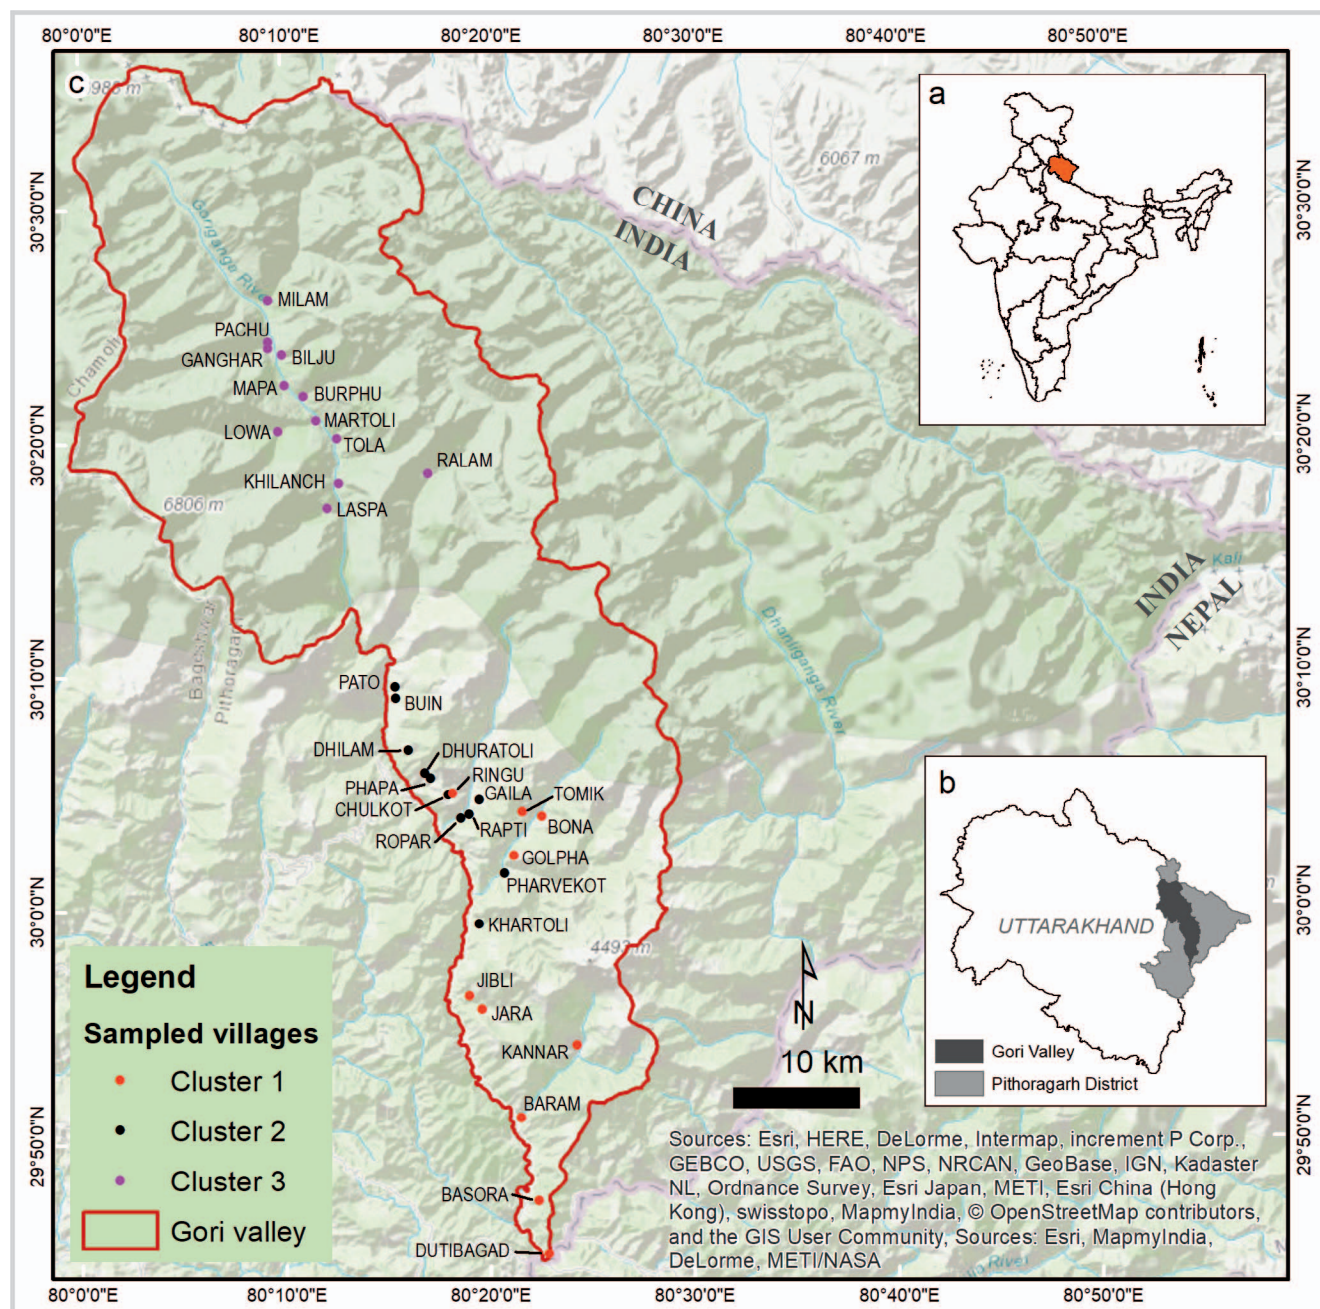 80°0'0"E
80°10'0"E
80°20'0"E
80°30'0"E
80°40'0"E
80°50'0"E
c
a
6067 m
CHINA
INDIA
30°30'0"N
30°30'0"N
Goriganga River
MILAM
PACHU
GANGHAR
BILJU
MAPA
BURPHU
MARTOLI
LOWA
TOLA
RALAM
KHILANCH
LASPA
6806 m
30°20'0"N
30°20'0"N
INDIA
Kali
NEPAL
Dhauliganga River
Bageshwar
Pithoragarh
30°10'0"N
30°10'0"N
PATO
BUIN
DHILAM
DHURATOLI
PHAPA
RINGU
CHULKOT
GAILA
TOMIK
ROPAR
RAPTI
BONA
GOLPHA
PHARVEKOT
KHARTOLI
30°0'0"N
30°0'0"N
4493 m
b
UTTARAKHAND
Gori Valley
Pithoragarh District
Legend
Sampled villages
Cluster 1
Cluster 2
Cluster 3
Gori valley
JIBLI
JARA
KANNAR
BARAM
BASORA
DUTIBAGAD
N
10 km
29°50'0"N
29°50'0"N
Sources: Esri, HERE, DeLorme, Intermap, increment P Corp.,
GEBCO, USGS, FAO, NPS, NRCAN, GeoBase, IGN, Kadaster
NL, Ordnance Survey, Esri Japan, METI, Esri China (Hong
Kong), swisstopo, MapmyIndia, © OpenStreetMap contributors,
and the GIS User Community, Sources: Esri, MapmyIndia,
DeLorme, METI/NASA
River
80°0'0"E
80°10'0"E
80°20'0"E
80°30'0"E
80°40'0"E
80°50'0"E